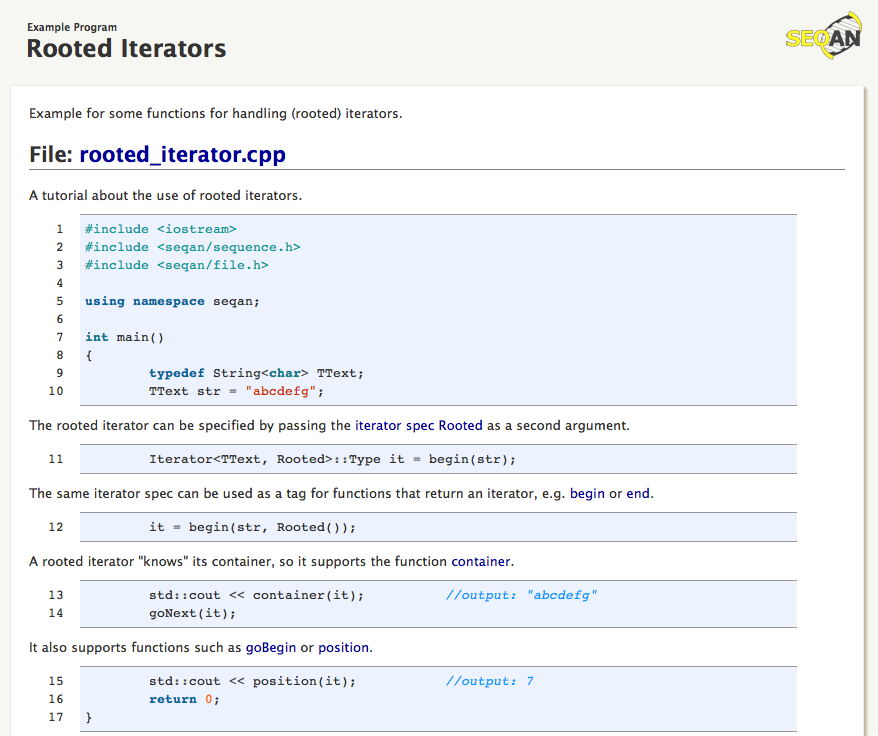 Example Program
Rooted Iterators
SEQAN
Example for some functions for handling (rooted) iterators.
File: rooted_iterator.cpp
A tutorial about the use of rooted iterators.
1 #include <iostream>
2 #include <seqan/sequence.h>
3 #include <seqan/file.h>
4
5 using namespace seqan;
6
7 int main()
8 {
9 typedef String<char> TText;
10 TText str = "abcdefg";
The rooted iterator can be specified by passing the iterator spec Rooted as a second argument.
11 Iterator<TText, Rooted>::Type it = begin(str);
The same iterator spec can be used as a tag for functions that return an iterator, e.g. begin or end.
12 it = begin(str, Rooted());
A rooted iterator "knows" its container, so it supports the function container.
13 std::cout << container(it); //output: "abcdefg"
14 goNext(it);
It also supports functions such as goBegin or position.
15 std::cout << position(it); //output: 7
16 return 0;
17 }